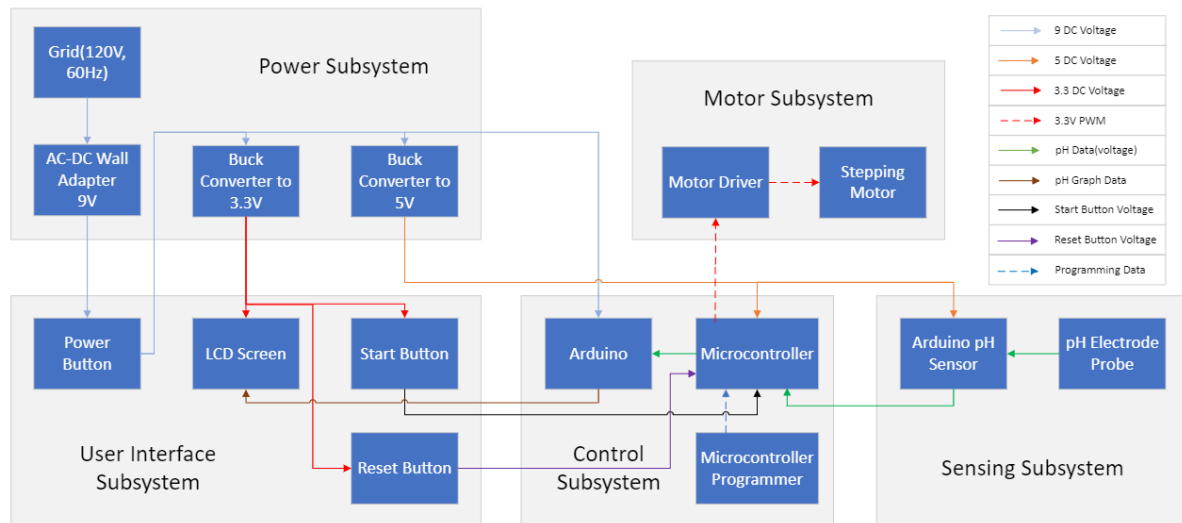 Power Subsystem
Grid(120V,
60Hz)
AC-DC Wall
Adapter
9V
Buck
Converter to
3.3V
Buck
Converter to
5V
Motor Subsystem
Motor Driver
Stepping
Motor
9 DC Voltage
5 DC Voltage
3.3 DC Voltage
3.3V PWM
pH Data(voltage)
pH Graph Data
Start Button Voltage
Reset Button Voltage
Programming Data
Power
Button
LCD Screen
Start Button
Reset Button
User Interface
Subsystem
Arduino
Microcontroller
Microcontroller
Programmer
Control
Subsystem
Arduino pH
Sensor
pH Electrode
Probe
Sensing Subsystem